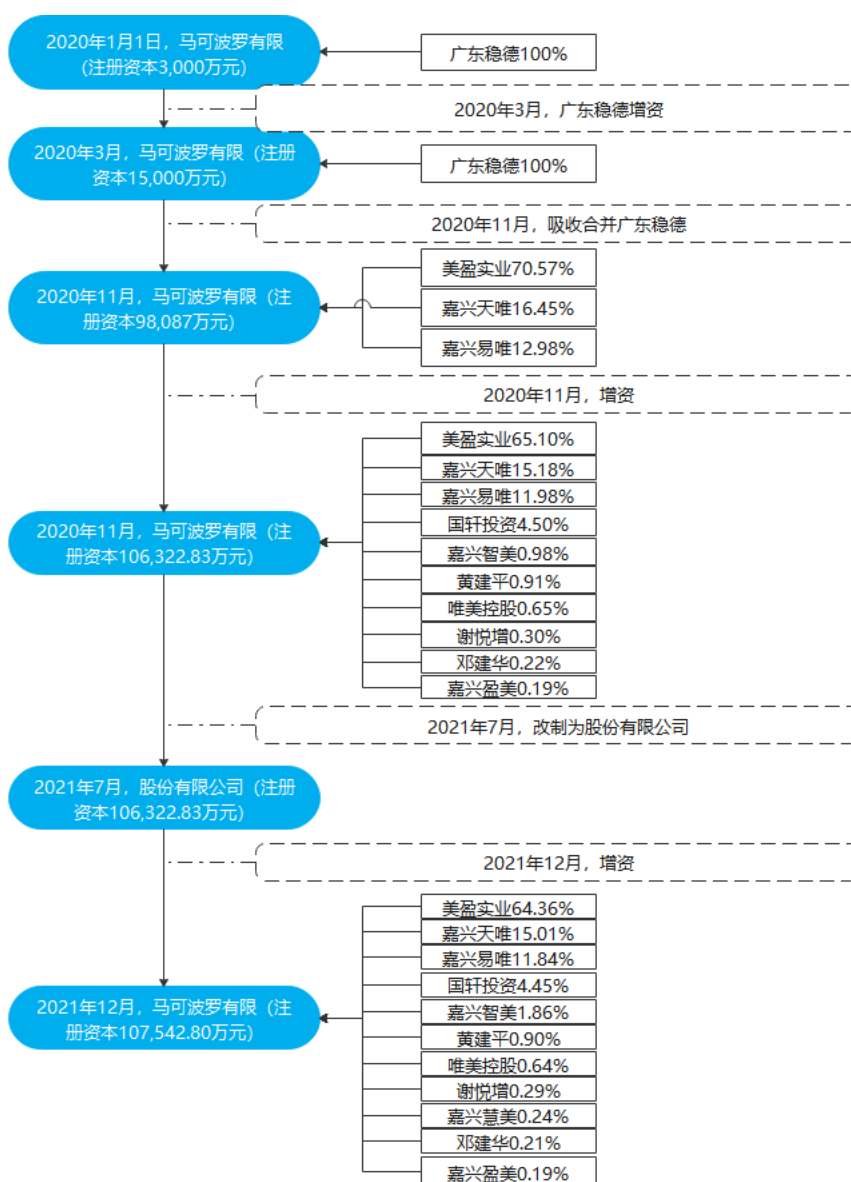 2020年1月1日，马可波罗有限
(注册资本3,000万元)
广东稳德100%
2020年3月，广东稳德增资
2020年3月，马可波罗有限（注册
资本15,000万元）
广东稳德100%
2020年11月，吸收合并广东稳德
2020年11月，马可波罗有限（注
册资本98,087万元）
美盈实业70.57%
嘉兴天唯16.45%
嘉兴易唯12.98%
2020年11月，增资
2020年11月，马可波罗有限（注
册资本106,322.83万元）
美盈实业65.10%
嘉兴天唯15.18%
嘉兴易唯11.98%
国轩投资4.50%
嘉兴智美0.98%
黄建平0.91%
唯美控股0.65%
谢悦增0.30%
邓建华0.22%
嘉兴盈美0.19%
2021年7月，改制为股份有限公司
2021年7月，股份有限公司（注册
资本106,322.83万元）
2021年12月，增资
2021年12月，马可波罗有限（注
册资本107,542.80万元）
美盈实业64.36%
嘉兴天唯15.01%
嘉兴易唯11.84%
国轩投资4.45%
嘉兴智美1.86%
黄建平0.90%
唯美控股0.64%
谢悦增0.29%
嘉兴慧美0.24%
邓建华0.21%
嘉兴盈美0.19%